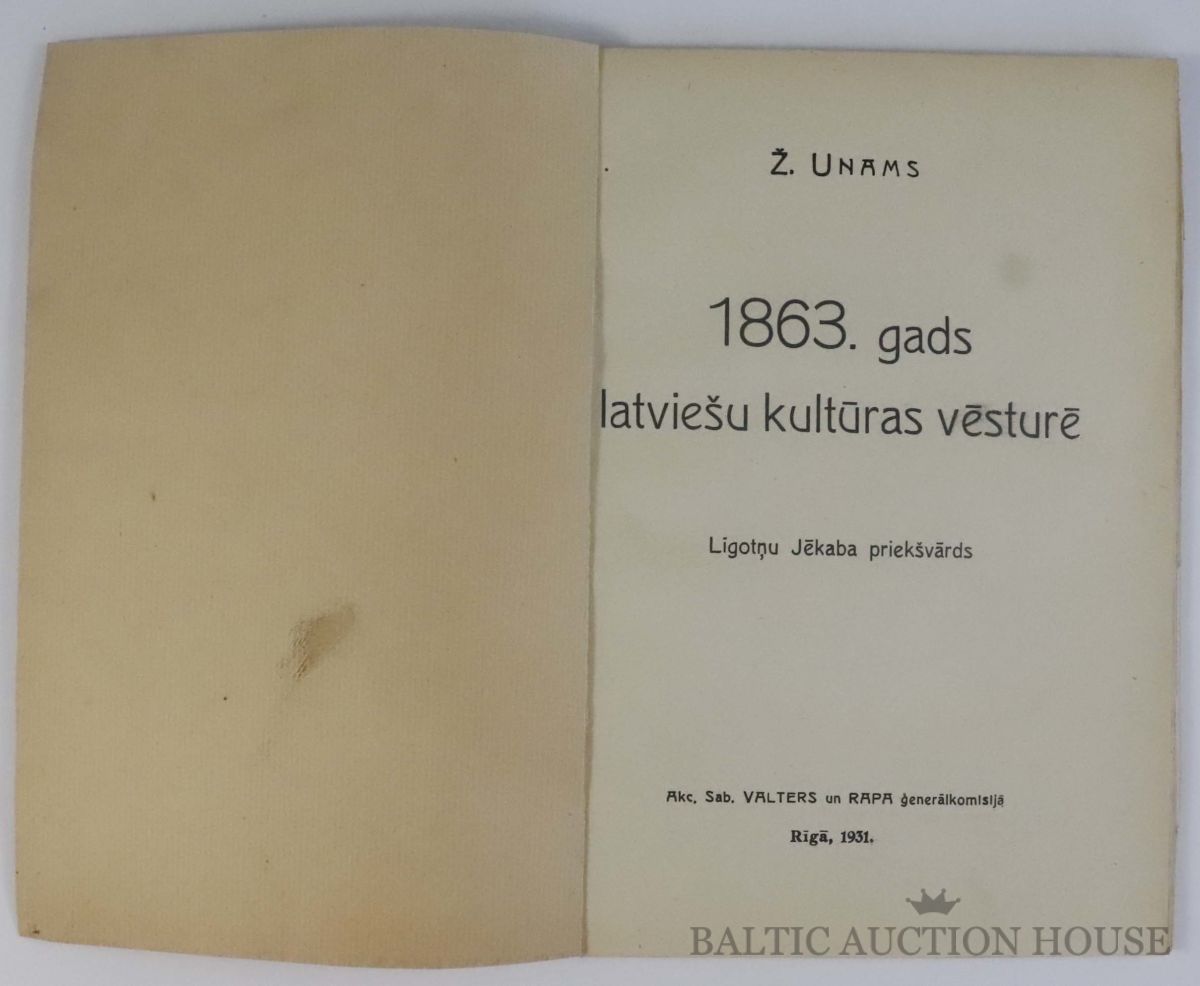 Ž. UNAMS
1863. gads
latviešu kultūras vēsturē
Līgotņu Jēkaba priekšvārds
Akc. Sab. VALTERS un RAPA ģenerālkomisijā
Rīgā, 1931.
BALTIC AUCTION HOUSE